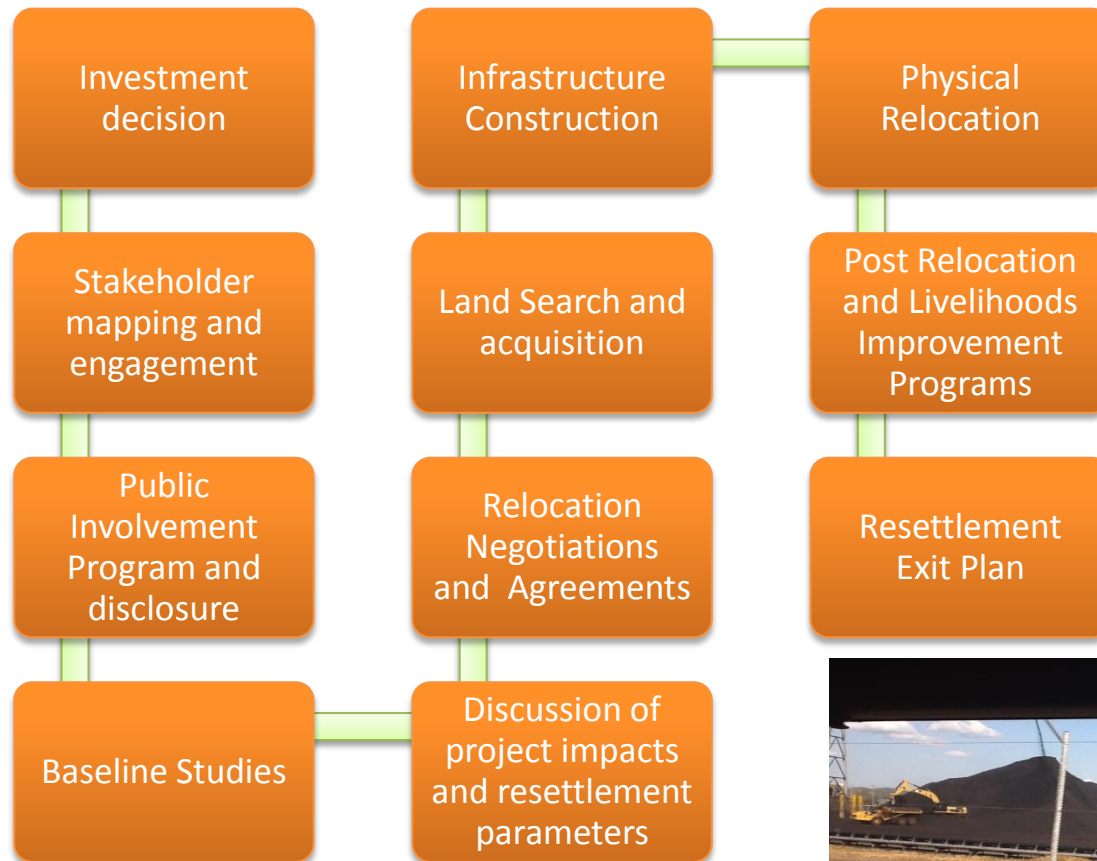 Investment
decision
Stakeholder
mapping and
engagement
Public
Involvement
Program and
disclosure
Baseline Studies
Discussion of
project impacts
and resettlement
parameters
Relocation
Negotiations
and  Agreements
Land Search and
acquisition
Infrastructure
Construction
Physical
Relocation
Post Relocation
and Livelihoods
Improvement
Programs
Resettlement
Exit Plan